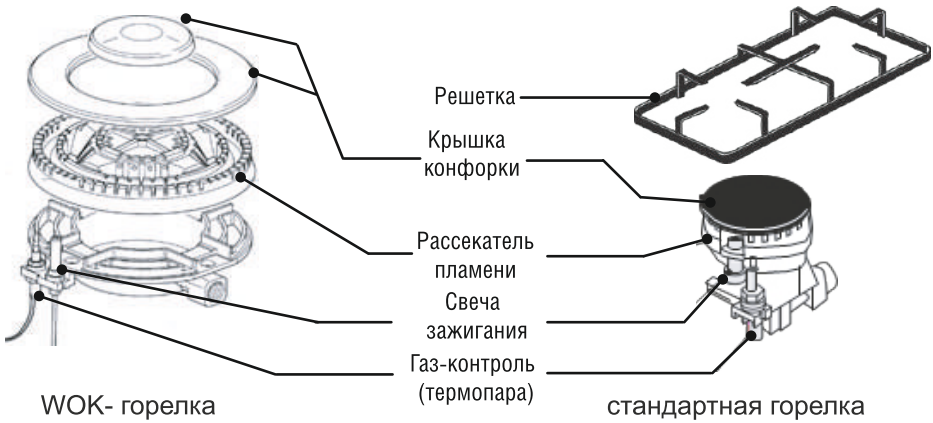 Решетка
Крышка
конфорки
Рассекатель
пламени
Свеча
зажигания
Газ-контроль
(термопара)
WOK- горелка
стандартная горелка